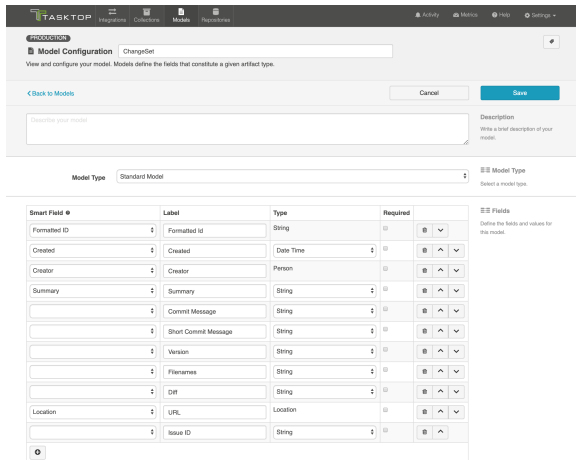 TASKTOP
Integrations
Collections
Models
Repositories
Activity
Metrics
Help
Settings
PRODUCTION
Model Configuration
ChangeSet
View and configure your model. Models define the fields that constitute a given artifact type.
Back to Models
Cancel
Save
Describe your model
Description
Write a brief description of your
model.
Model Type
Standard Model
Model Type
Select a model type.
Smart Field
Label
Type
Required
Fields
Define the fields and values for
this model.
Formatted ID
Formatted Id
String
Created
Created
Date Time
Creator
Creator
Person
Summary
Summary
String
Commit Message
String
Short Commit Message
String
Version
String
Filenames
String
Diff
String
Location
URL
Location
Issue ID
String